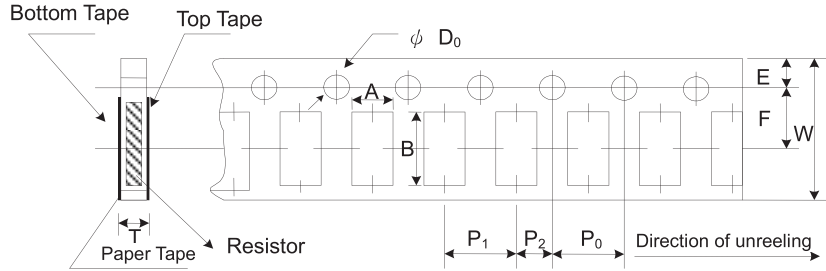 Bottom Tape
Top Tape
ψ D₀
A
B
E
F
W
T
Paper Tape
Resistor
P₁
P₂
P₀
Direction of unreeling